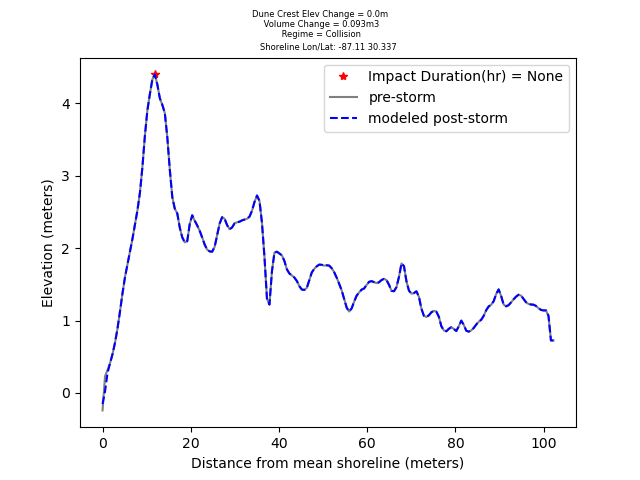 Dune Crest Elev Change = 0.0m
Volume Change = 0.093m3
Regime = Collision
Shoreline Lon/Lat: -87.11 30.337
Impact Duration(hr) = None
pre-storm
modeled post-storm
Elevation (meters)
4
3
2
1
0
0 20 40 60 80 100
Distance from mean shoreline (meters)